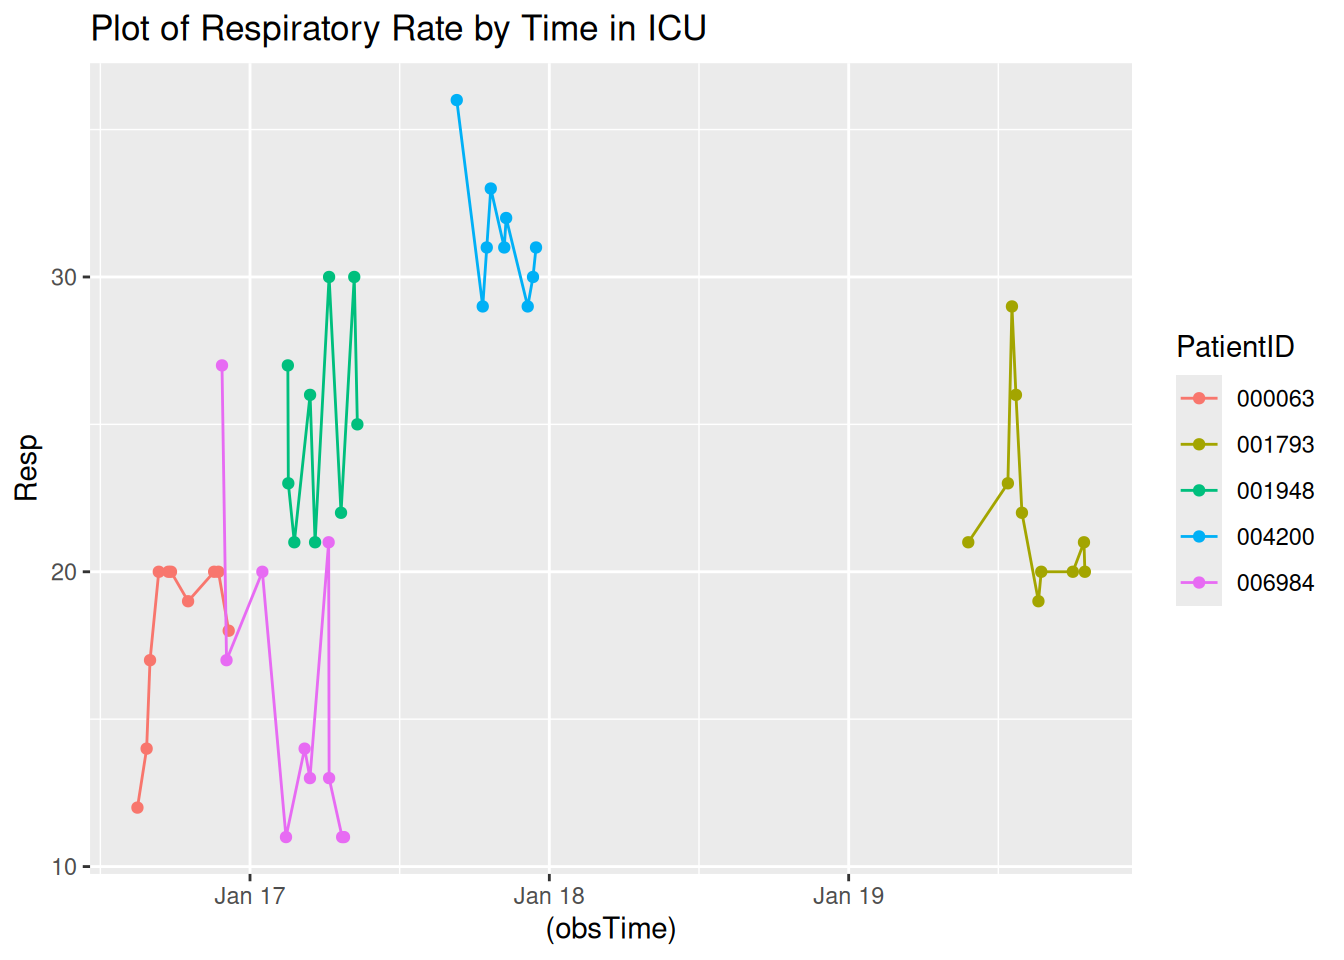 Plot of Respiratory Rate by Time in ICU
Resp
30
20
10
Jan 17
Jan 18
Jan 19
(obsTime)
PatientID
000063
001793
001948
004200
006984